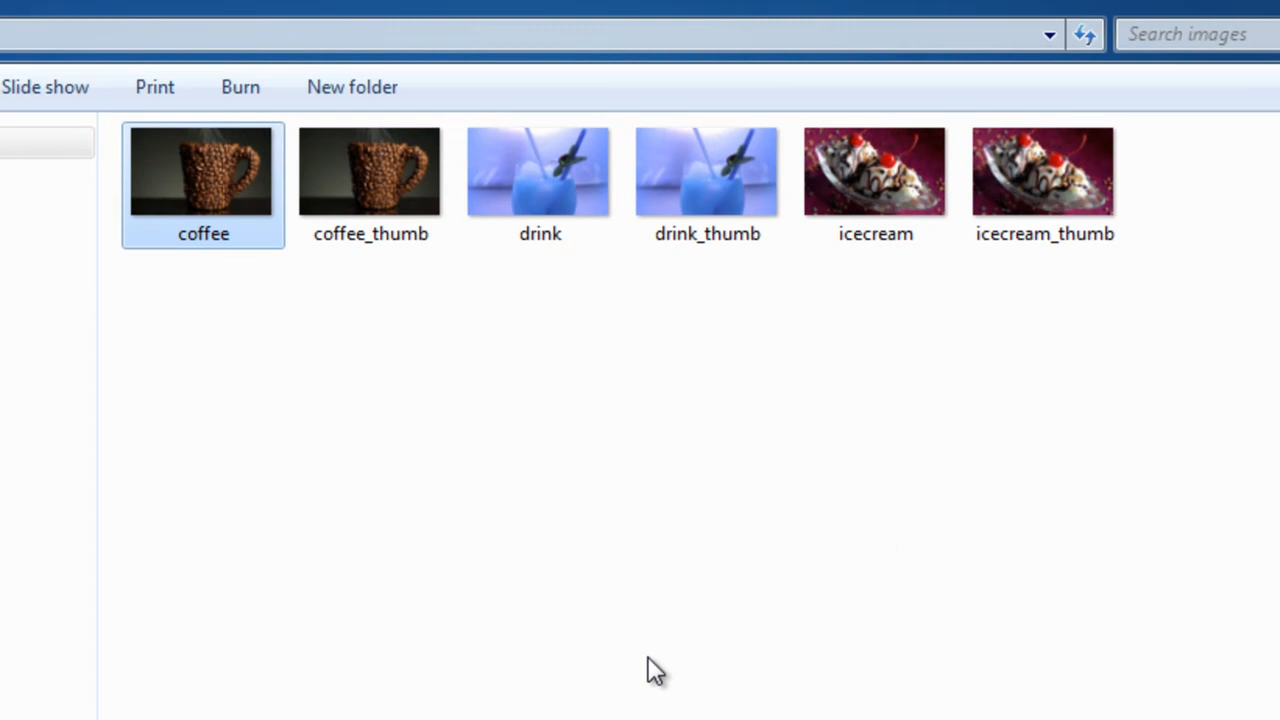 Search images
Slide show Print Burn New folder
coffee coffee_thumb drink drink_thumb icecream icecream_thumb